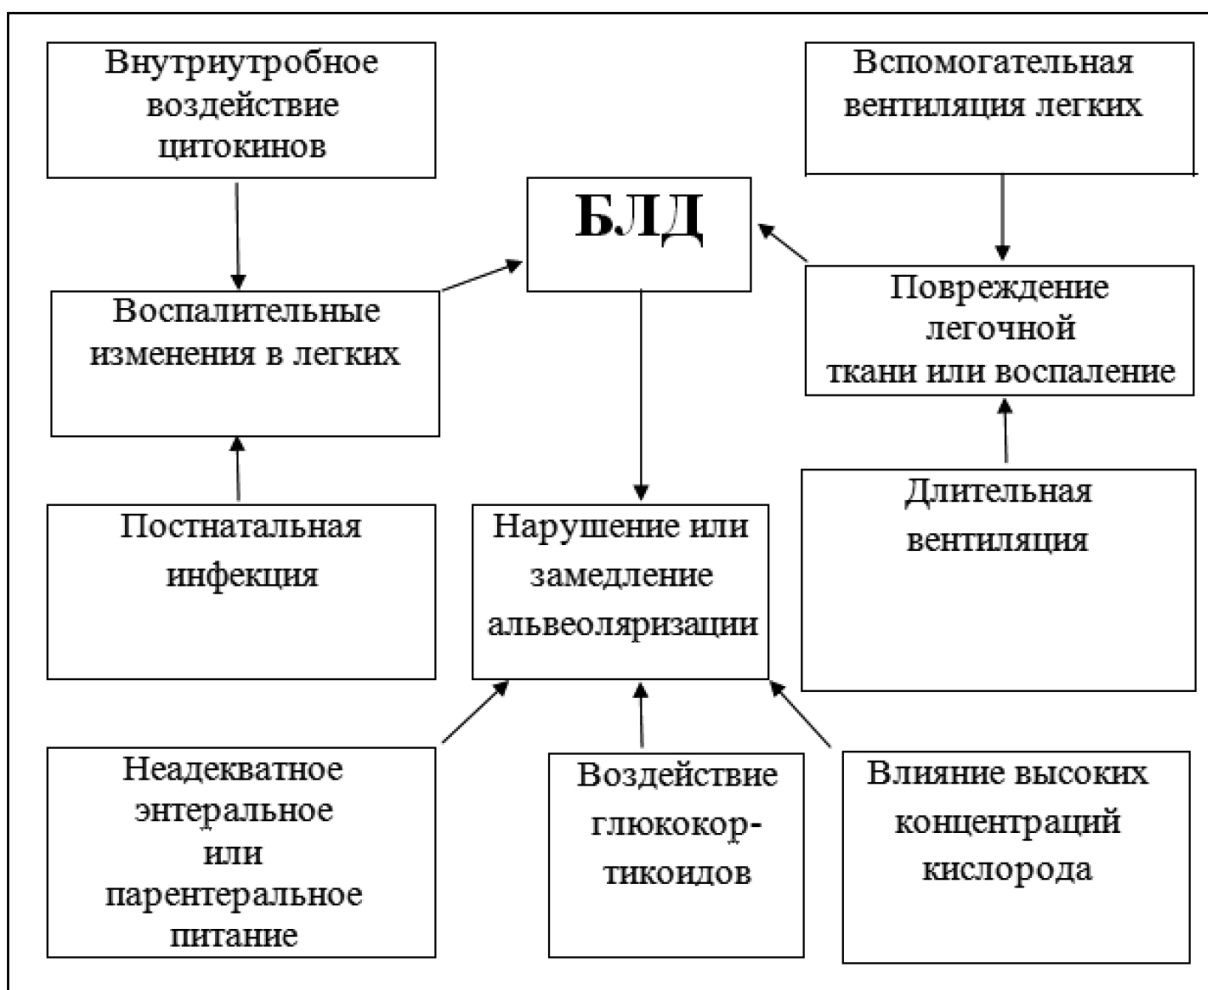 Внутриутробное
воздействие
цитокинов
Вспомогательная
вентиляция легких
БЛД
Воспалительные
изменения в легких
Повреждение
легочной
ткани или воспаление
Постнатальная
инфекция
Нарушение или
замедление
альвеоляризации
Длительная
вентиляция
Неадекватное
энтеральное
или
парентеральное
питание
Воздействие
глюкокор-
тикоидов
Влияние высоких
концентраций
кислорода